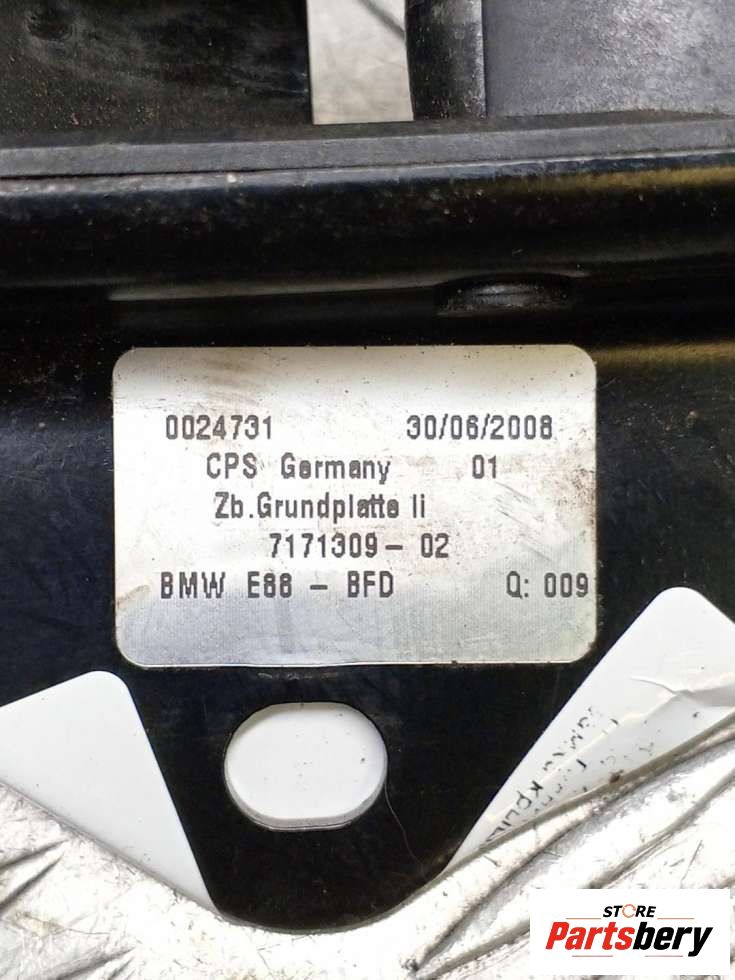 0024731 30/06/2008
CPS Germany 01
Zb.Grundplatte li
7171309-02
BMW E88 - BFD Q: 009
STORE
Partsbery